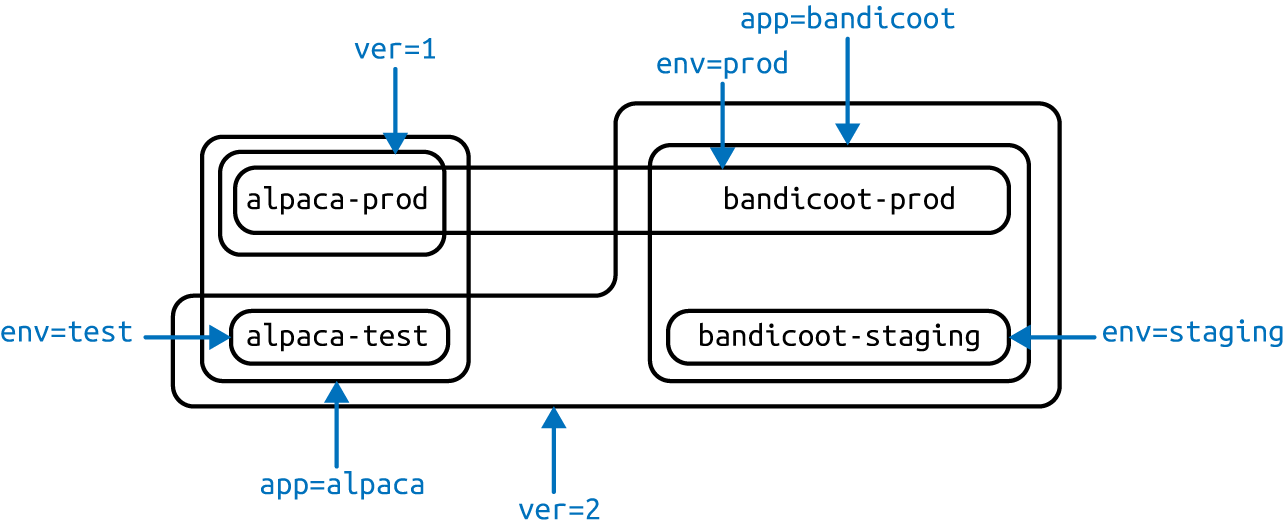 app=bandicoot
ver=1
env=prod
alpaca-prod
bandicoot-prod
env=test
alpaca-test
bandicoot-staging
env=staging
app=alpaca
ver=2